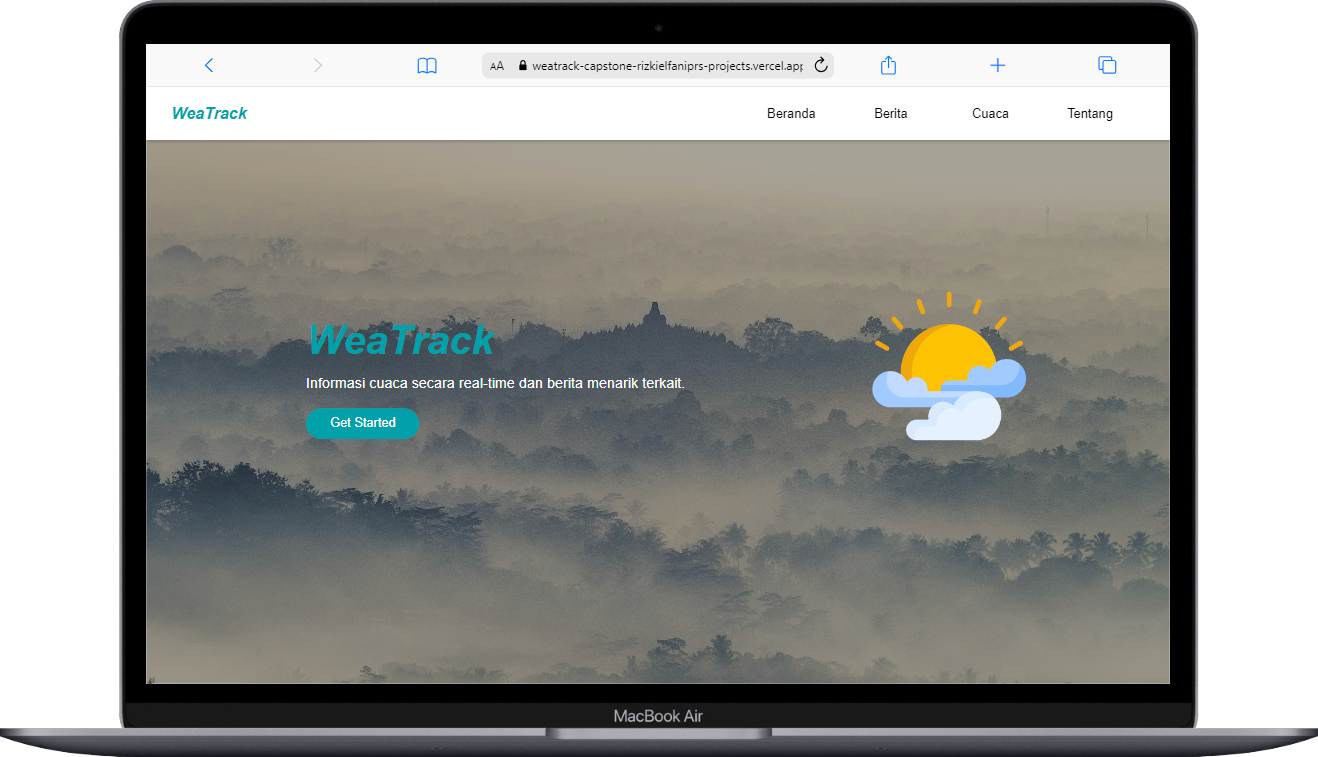 AA weatrack-capstone-rizkielfaniprs-projects.vercel.app
WeaTrack Beranda Berita Cuaca Tentang
WeaTrack
Informasi cuaca secara real-time dan berita menarik terkait.
Get Started
MacBook Air